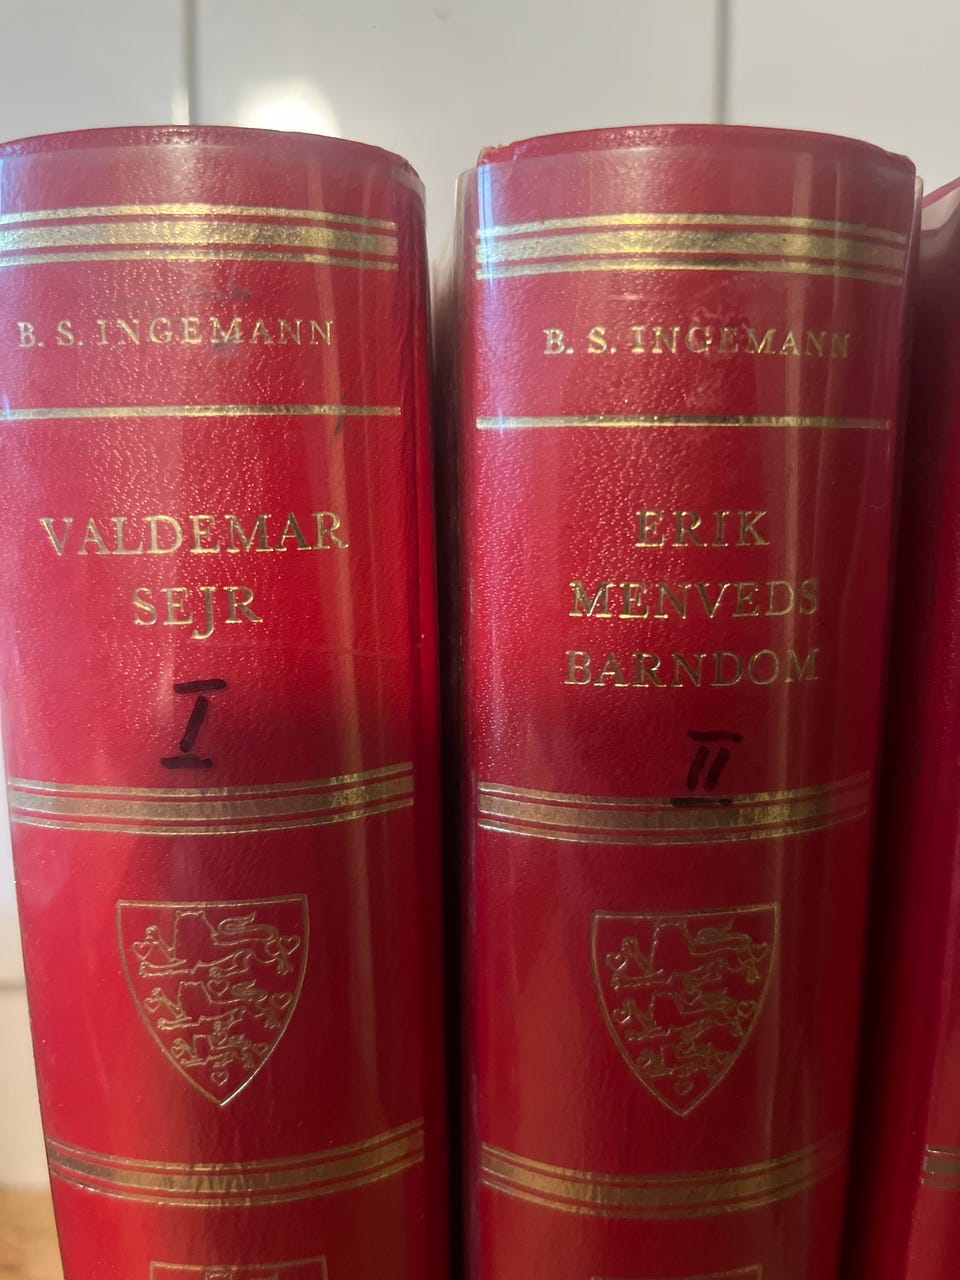 B. S. INGEMANN
VALDEMAR
SEJR
I
B. S. INGEMANN
ERIK
MENVEDS
BARNDOM
II